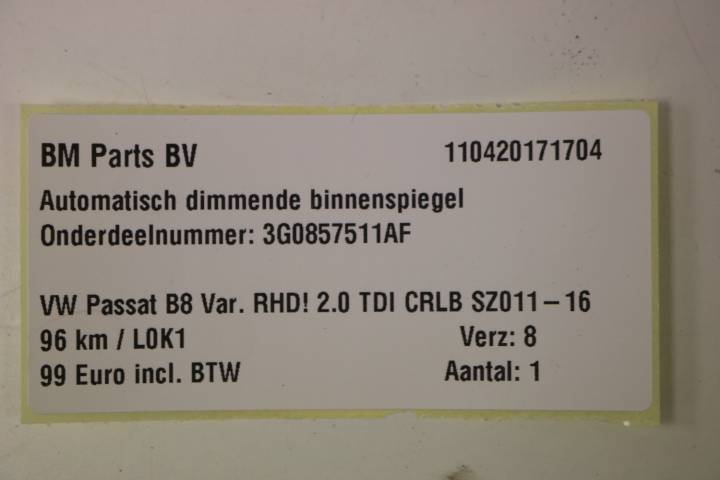 BM Parts BV 110420171704
Automatisch dimmende binnenspiegel
Onderdeelnummer: 3G0857511AF
VW Passat B8 Var. RHD! 2.0 TDI CRLB SZ011-16
96 km / L0K1 Verz: 8
99 Euro incl. BTW Aantal: 1